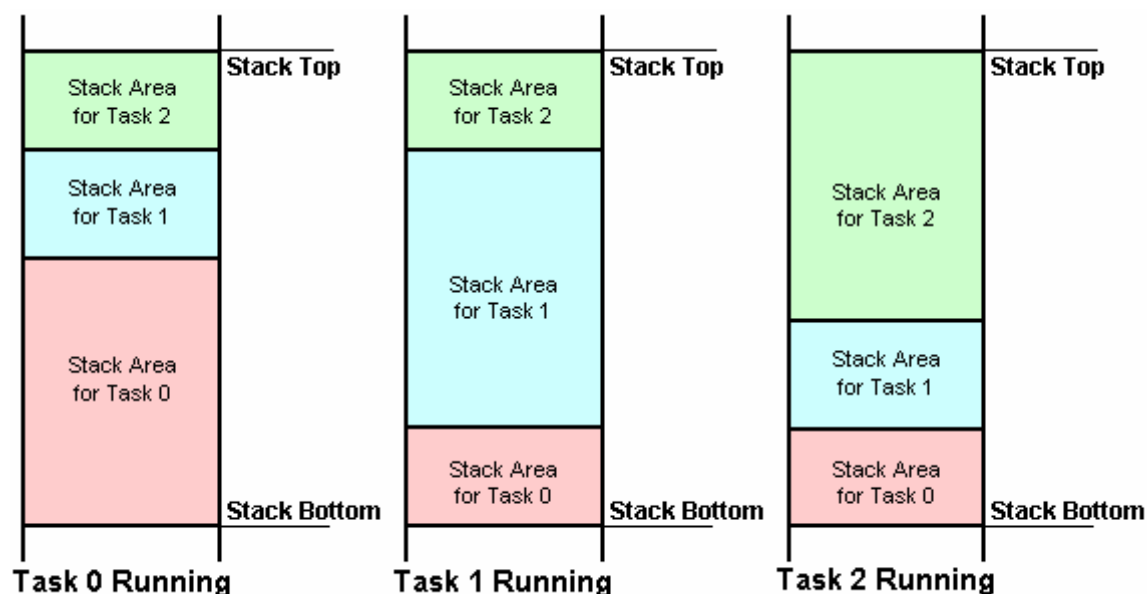 Stack Top
Stack Area
for Task 2
Stack Area
for Task 1
Stack Area
for Task 0
Stack Bottom
Task 0 Running
Stack Top
Stack Area
for Task 2
Stack Area
for Task 1
Stack Area
for Task 0
Stack Bottom
Task 1 Running
Stack Top
Stack Area
for Task 2
Stack Area
for Task 1
Stack Area
for Task 0
Stack Bottom
Task 2 Running